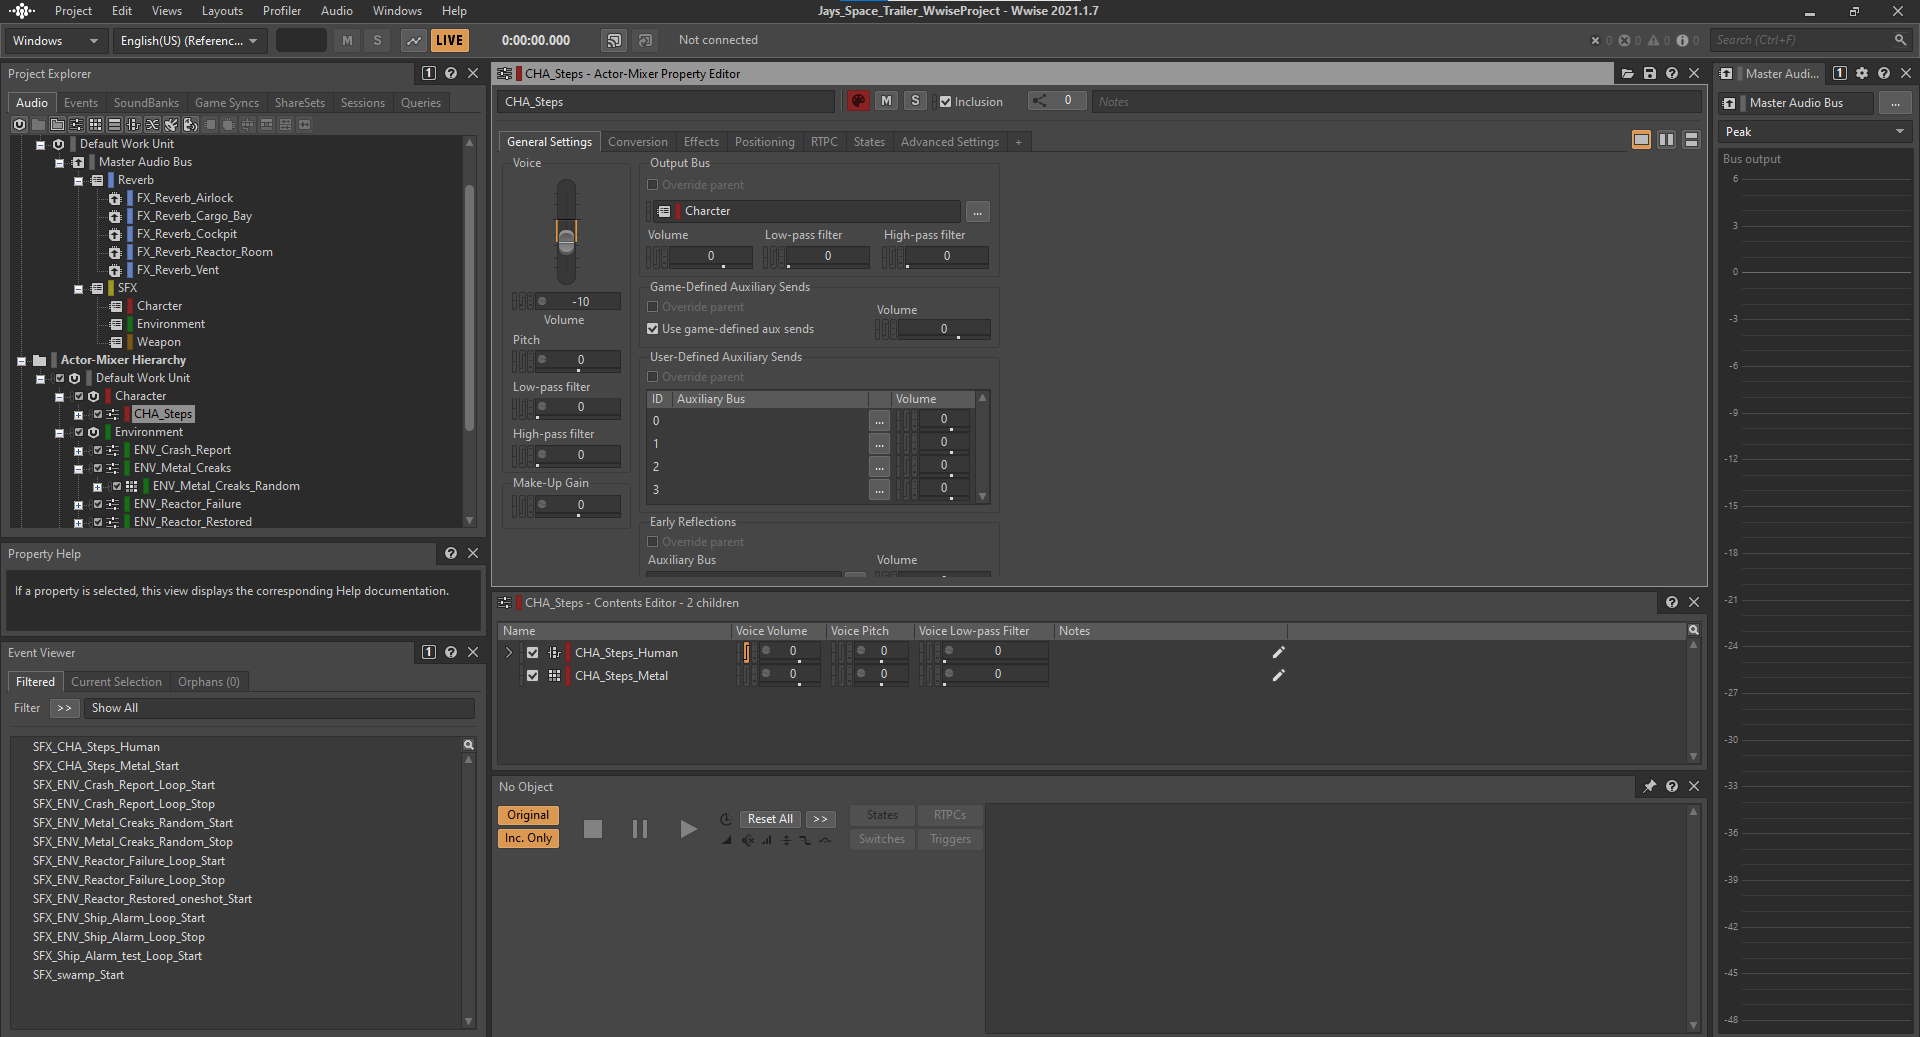 Project Edit Views Layouts Project Profiler Audio Windows Help
Jays_Space_Trailer_WwiseProject - Wwise 2021.1.7
Windows
English(US) (Referenc...
M
S
LIVE
0:00:00.000
Not connected
0 0 0 0
Search (Ctrl+F)
Project Explorer
1
Audio Events SoundBanks Game Syncs ShareSets Sessions Queries
Default Work Unit
Master Audio Bus
Reverb
FX_Reverb_Airlock
FX_Reverb_Cargo_Bay
FX_Reverb_Cockpit
FX_Reverb_Reactor_Room
FX_Reverb_Vent
SFX
Charcter
Environment
Weapon
Actor-Mixer Hierarchy
Default Work Unit
Character
CHA_Steps
Environment
ENV_Crash_Report
ENV_Metal_Creaks
ENV_Metal_Creaks_Random
ENV_Reactor_Failure
ENV_Reactor_Restored
Property Help
If a property is selected, this view displays the corresponding Help documentation.
Event Viewer
1
Filtered Current Selection Orphans (0)
Filter >> Show All
SFX_CHA_Steps_Human
SFX_CHA_Steps_Metal_Start
SFX_ENV_Crash_Report_Loop_Start
SFX_ENV_Crash_Report_Loop_Stop
SFX_ENV_Metal_Creaks_Random_Start
SFX_ENV_Metal_Creaks_Random_Stop
SFX_ENV_Reactor_Failure_Loop_Start
SFX_ENV_Reactor_Failure_Loop_Stop
SFX_ENV_Reactor_Restored_oneshot_Start
SFX_ENV_Ship_Alarm_Loop_Start
SFX_ENV_Ship_Alarm_Loop_Stop
SFX_Ship_Alarm_test_Loop_Start
SFX_swamp_Start
CHA_Steps - Actor-Mixer Property Editor
CHA_Steps
M
S
Inclusion
0
Notes
General Settings Conversion Effects Positioning RTPC States Advanced Settings +
Voice
-10
Volume
Pitch
0
Low-pass filter
0
High-pass filter
0
Make-Up Gain
0
Output Bus
Override parent
Charcter
...
Volume Low-pass filter High-pass filter
0 0 0
Game-Defined Auxiliary Sends
Override parent
Volume
Use game-defined aux sends
0
User-Defined Auxiliary Sends
Override parent
ID Auxiliary Bus Volume
0 ... 0
1 ... 0
2 ... 0
3 ... 0
Early Reflections
Override parent
Auxiliary Bus Volume
CHA_Steps - Contents Editor - 2 children
Name Voice Volume Voice Pitch Voice Low-pass Filter Notes
CHA_Steps_Human 0 0 0
CHA_Steps_Metal 0 0 0
No Object
Original
Inc. Only
Reset All >>
States RTPCs
Switches Triggers
Master Audi...
1
Master Audio Bus ...
Peak
Bus output
6
3
0
-3
-6
-9
-12
-15
-18
-21
-24
-27
-30
-33
-36
-39
-42
-45
-48